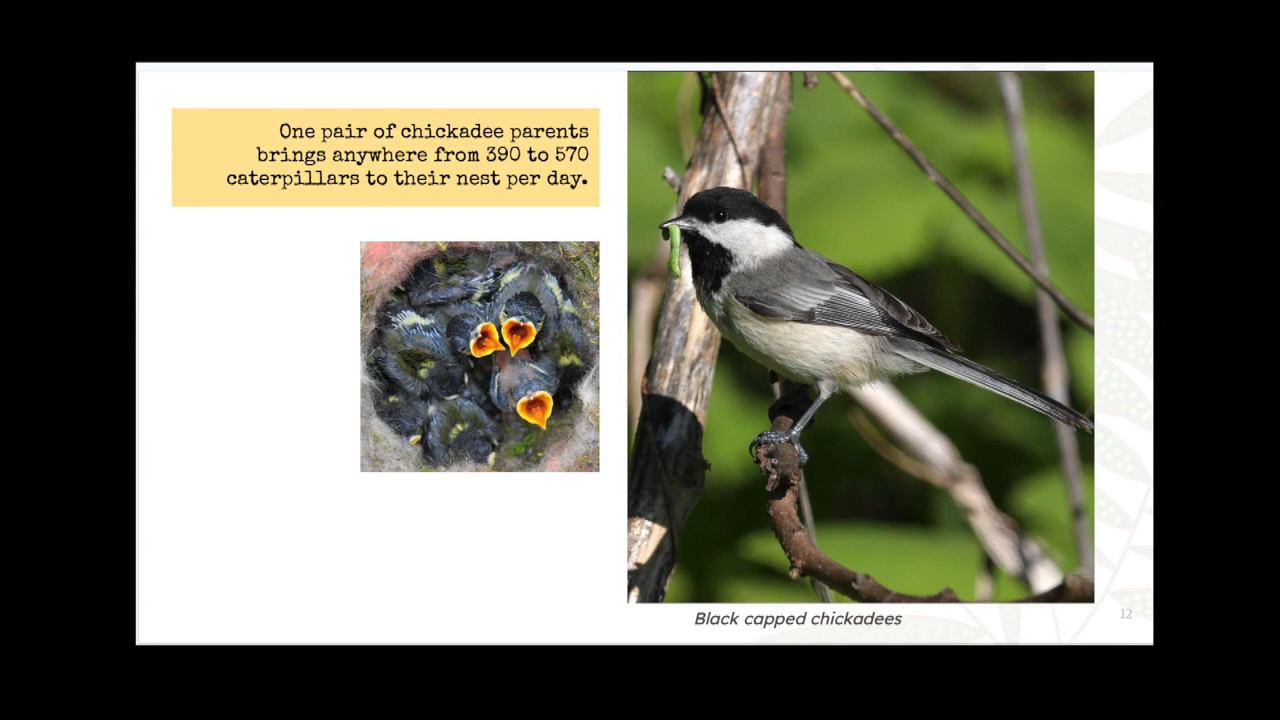 One pair of chickadee parents
brings anywhere from 390 to 570
caterpillars to their nest per day.
Black capped chickadees
12